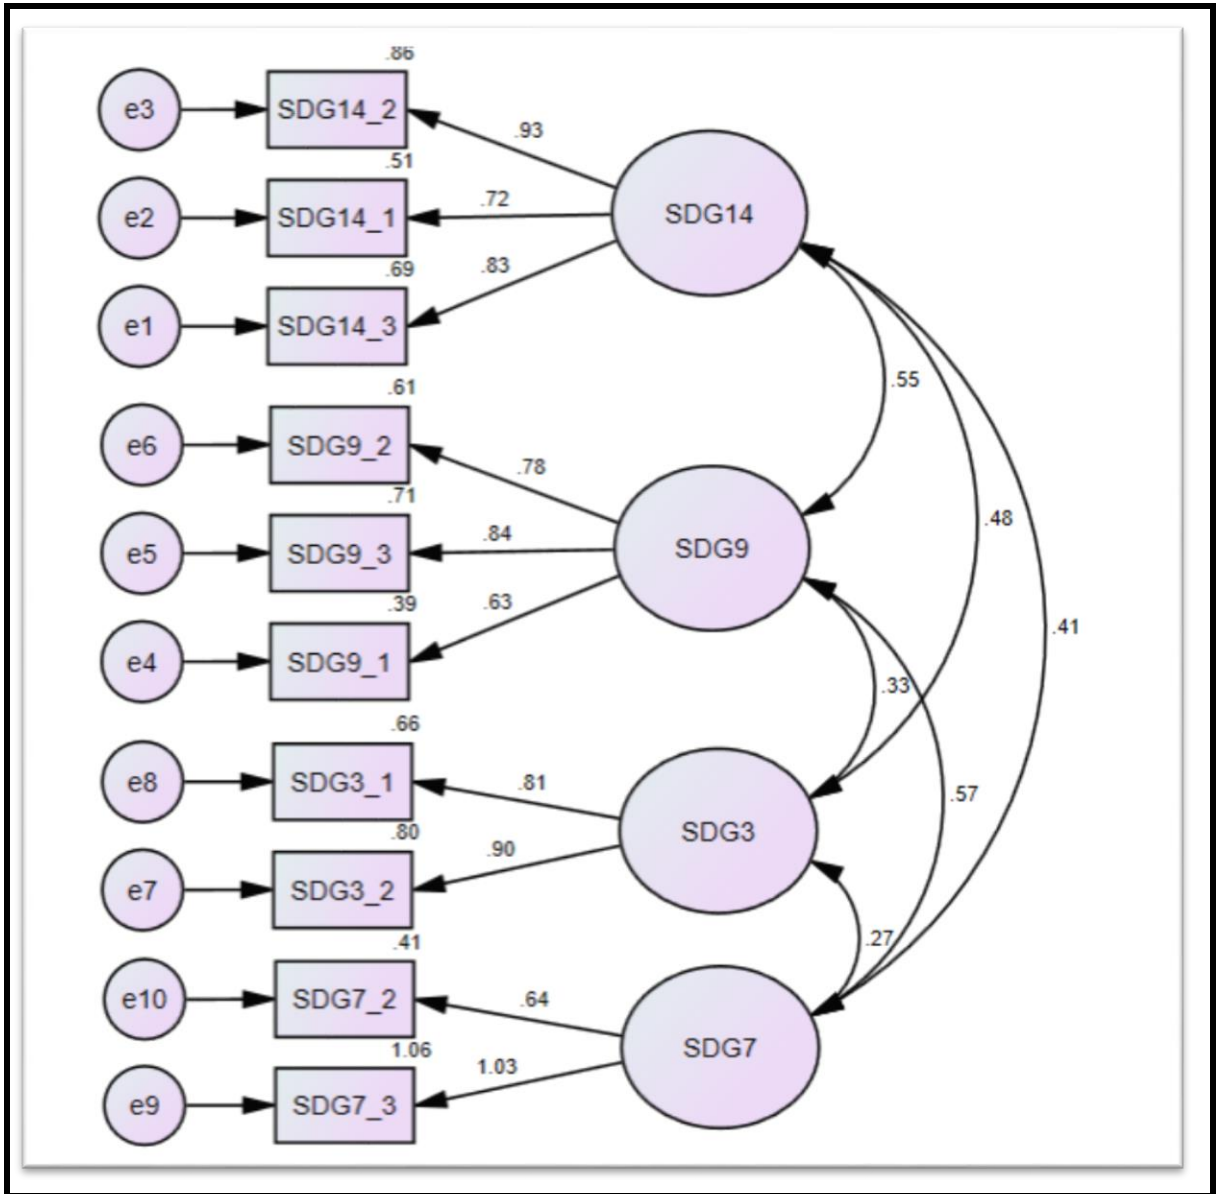 .86
e3 SDG14_2
.93
.51
e2 SDG14_1 .72 SDG14
.69
e1 SDG14_3 .83
.55
.61
e6 SDG9_2
.78
.71
e5 SDG9_3 .84 SDG9
.48
.39
e4 SDG9_1 .63
.41
.33
.66
e8 SDG3_1 .81
.57
.80
SDG3
e7 SDG3_2 .90
.41
.27
e10 SDG7_2 .64
1.06
SDG7
e9 SDG7_3 1.03